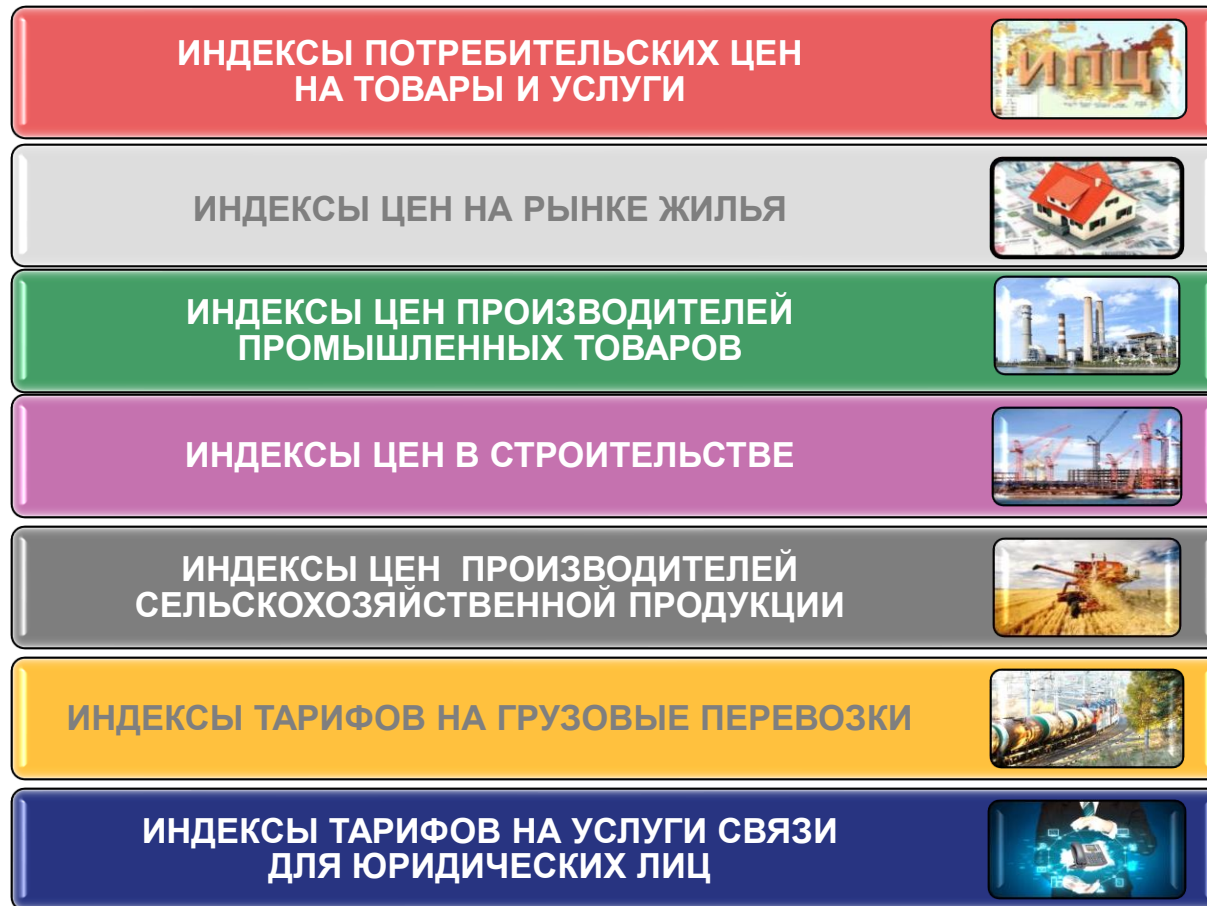 ИНДЕКСЫ ПОТРЕБИТЕЛЬСКИХ ЦЕН
НА ТОВАРЫ И УСЛУГИ
ИПЦ
ИНДЕКСЫ ЦЕН НА РЫНКЕ ЖИЛЬЯ
ИНДЕКСЫ ЦЕН ПРОИЗВОДИТЕЛЕЙ
ПРОМЫШЛЕННЫХ ТОВАРОВ
ИНДЕКСЫ ЦЕН В СТРОИТЕЛЬСТВЕ
ИНДЕКСЫ ЦЕН ПРОИЗВОДИТЕЛЕЙ
СЕЛЬСКОХОЗЯЙСТВЕННОЙ ПРОДУКЦИИ
ИНДЕКСЫ ТАРИФОВ НА ГРУЗОВЫЕ ПЕРЕВОЗКИ
ИНДЕКСЫ ТАРИФОВ НА УСЛУГИ СВЯЗИ
ДЛЯ ЮРИДИЧЕСКИХ ЛИЦ